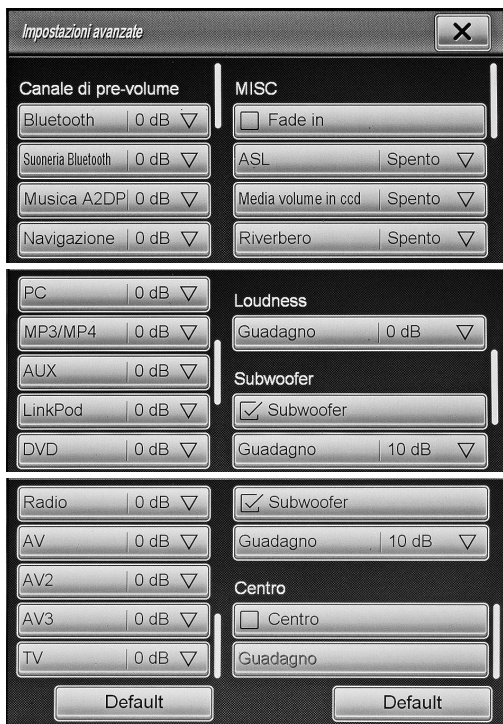 Impostazioni avanzate
Canale di pre-volume
Bluetooth 0 dB
Suoneria Bluetooth 0 dB
Musica A2DP 0 dB
Navigazione 0 dB
MISC
Fade in
ASL Spento
Media volume in ccd Spento
Riverbero Spento
PC 0 dB
MP3/MP4 0 dB
AUX 0 dB
LinkPod 0 dB
DVD 0 dB
Loudness
Guadagno 0 dB
Subwoofer
Subwoofer
Guadagno 10 dB
Radio 0 dB
AV 0 dB
AV2 0 dB
AV3 0 dB
TV 0 dB
Default
Subwoofer
Guadagno 10 dB
Centro
Centro
Guadagno
Default